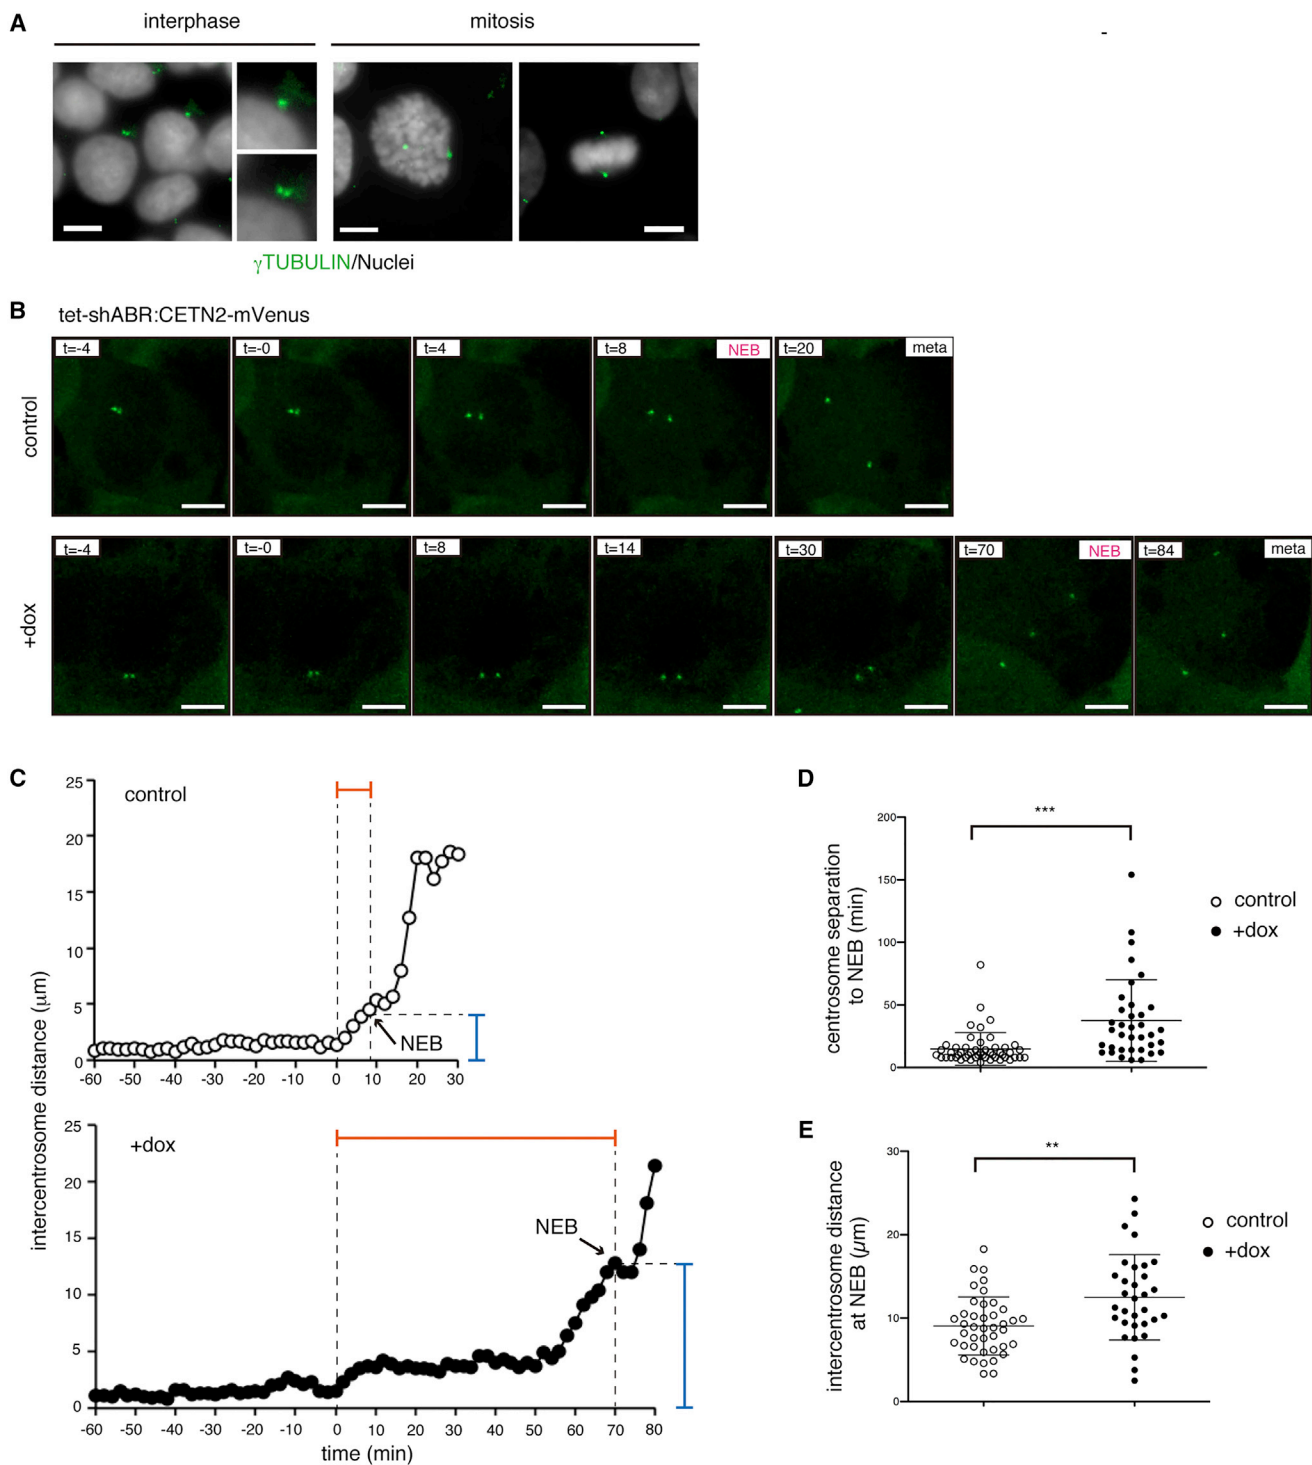 A
interphase
mitosis
-
γTUBULIN/Nuclei
B
tet-shABR:CETN2-mVenus
control
t=-4
t=-0
t=4
t=8
NEB
t=20
meta
+dox
t=-4
t=-0
t=8
t=14
t=30
t=70
NEB
t=84
meta
C
intercentrosome distance (μm)
control
25
20
15
10
5
0
NEB
-60 -50 -40 -30 -20 -10 0 10 20 30
+dox
25
20
15
10
5
0
NEB
-60 -50 -40 -30 -20 -10 0 10 20 30 40 50 60 70 80
time (min)
D
centrosome separation
to NEB (min)
200
150
100
50
0
***
control
+dox
E
intercentrosome distance
at NEB (µm)
30
20
10
0
**
control
+dox